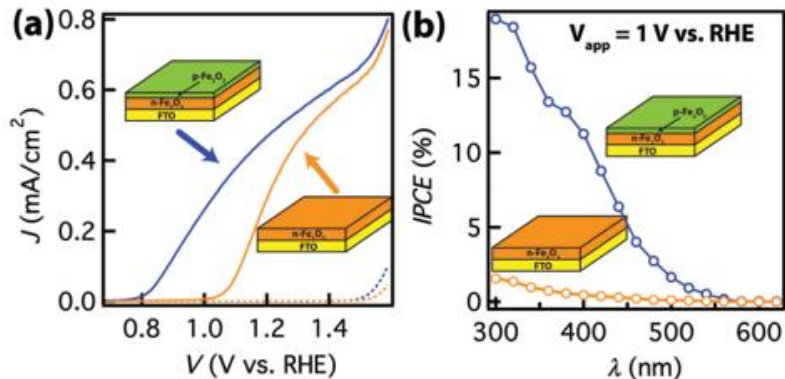 (a)
0.8
0.6
0.4
0.2
0.0
J (mA/cm²)
0.8 1.0 1.2 1.4
V (V vs. RHE)
p-Fe₂O₃
n-Fe₂O₃
FTO
n-Fe₂O₃
FTO
(b)
V_app = 1 V vs. RHE
15
10
5
0
IPCE (%)
300 400 500 600
λ (nm)
p-Fe₂O₃
n-Fe₂O₃
FTO
n-Fe₂O₃
FTO